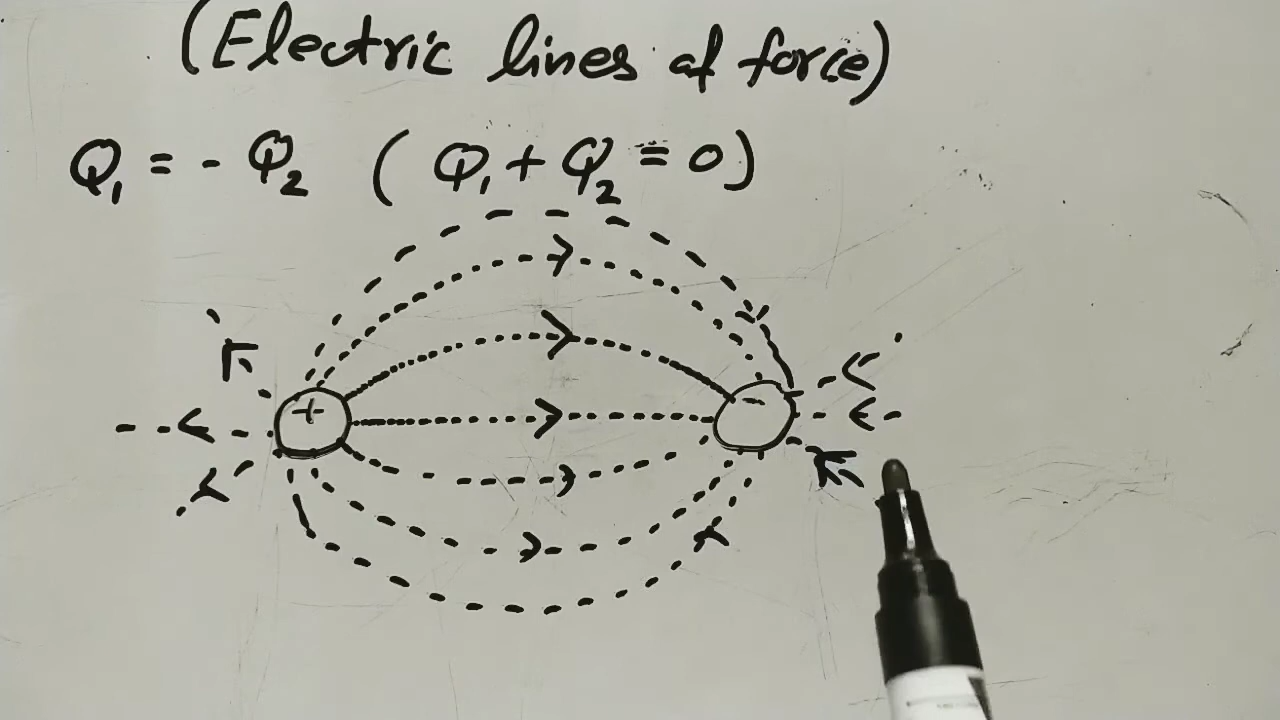 (Electric lines of force)
Q₁ = - Q₂ ( Q₁ + Q₂ = 0 )
+ -